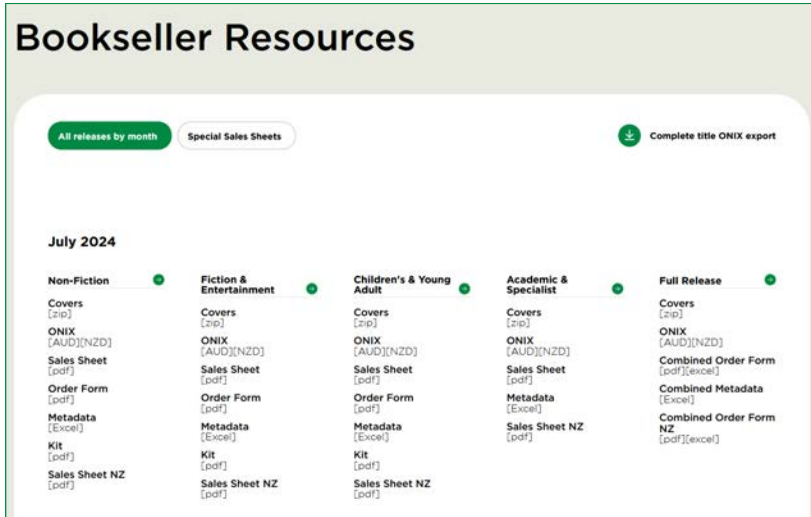 Bookseller Resources
All releases by month
Special Sales Sheets
Complete title ONIX export
July 2024
Non-Fiction
Covers
[zip]
ONIX
[AUD][NZD]
Sales Sheet
[pdf]
Order Form
[pdf]
Metadata
[Excel]
Kit
[pdf]
Sales Sheet NZ
[pdf]
Fiction &
Entertainment
Covers
[zip]
ONIX
[AUD][NZD]
Sales Sheet
[pdf]
Order Form
[pdf]
Metadata
[Excel]
Kit
[pdf]
Sales Sheet NZ
[pdf]
Children's & Young
Adult
Covers
[zip]
ONIX
[AUD][NZD]
Sales Sheet
[pdf]
Order Form
[pdf]
Metadata
[Excel]
Kit
[pdf]
Sales Sheet NZ
[pdf]
Academic &
Specialist
Covers
[zip]
ONIX
[AUD][NZD]
Sales Sheet
[pdf]
Metadata
[Excel]
Sales Sheet NZ
[pdf]
Full Release
Covers
[zip]
ONIX
[AUD][NZD]
Combined Order Form
[pdf][excel]
Combined Metadata
[Excel]
Combined Order Form
NZ
[pdf][excel]